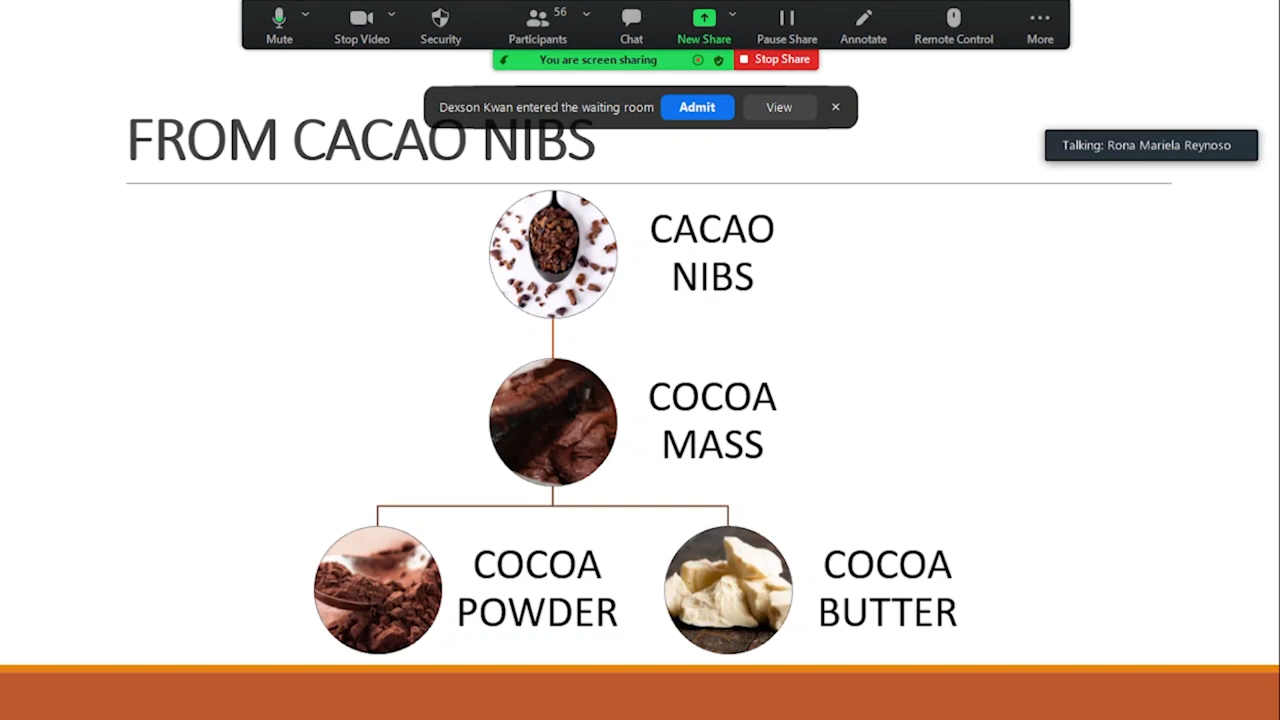 56
Mute
Stop Video
Security
Participants
Chat
New Share
Pause Share
Annotate
Remote Control
More
You are screen sharing
Stop Share
Dexson Kwan entered the waiting room
Admit
View
FROM CACAO NIBS
Talking: Rona Mariela Reynoso
CACAO
NIBS
COCOA
MASS
COCOA
POWDER
COCOA
BUTTER